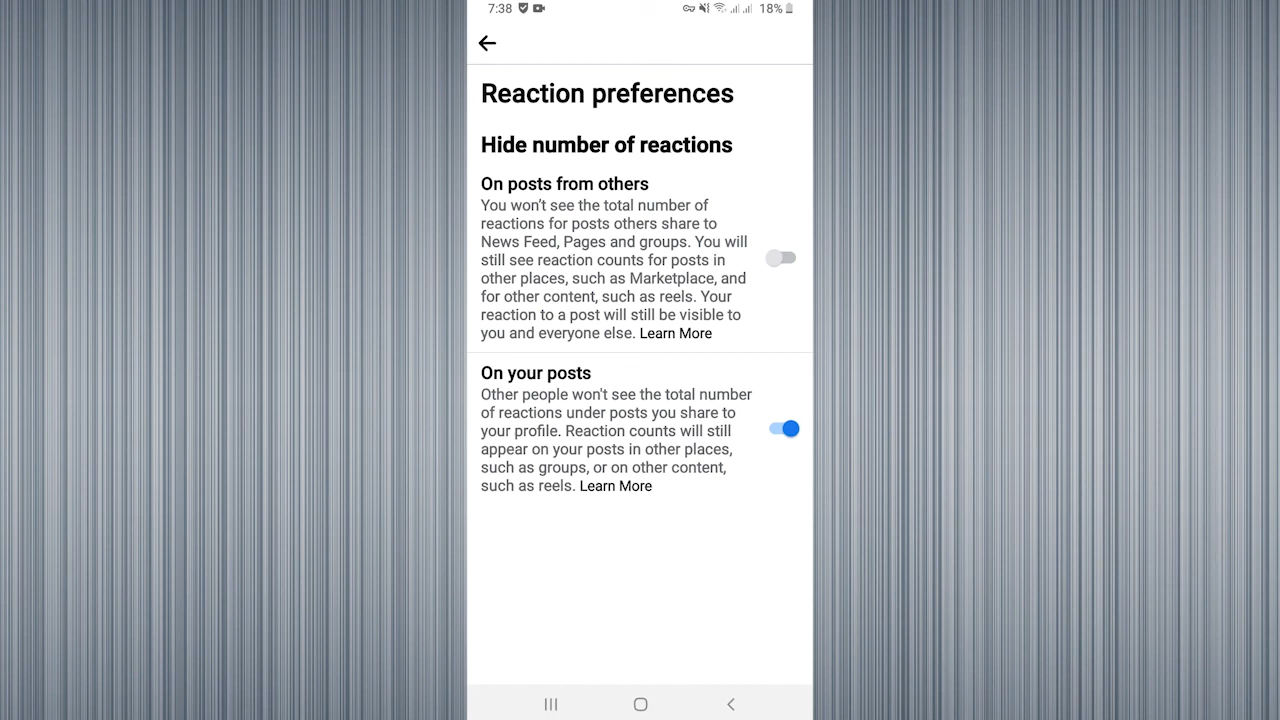 7:38
18%
Reaction preferences
Hide number of reactions
On posts from others
You won’t see the total number of
reactions for posts others share to
News Feed, Pages and groups. You will
still see reaction counts for posts in
other places, such as Marketplace, and
for other content, such as reels. Your
reaction to a post will still be visible to
you and everyone else. Learn More
On your posts
Other people won't see the total number
of reactions under posts you share to
your profile. Reaction counts will still
appear on your posts in other places,
such as groups, or on other content,
such as reels. Learn More